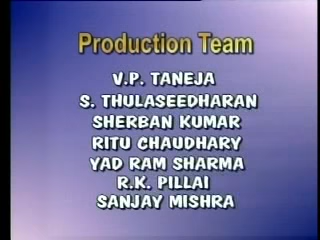 Production Team
V.P. TANEJA
S. THULASEEDHARAN
SHERBAN KUMAR
RITU CHAUDHARY
YAD RAM SHARMA
R.K. PILLAI
SANJAY MISHRA